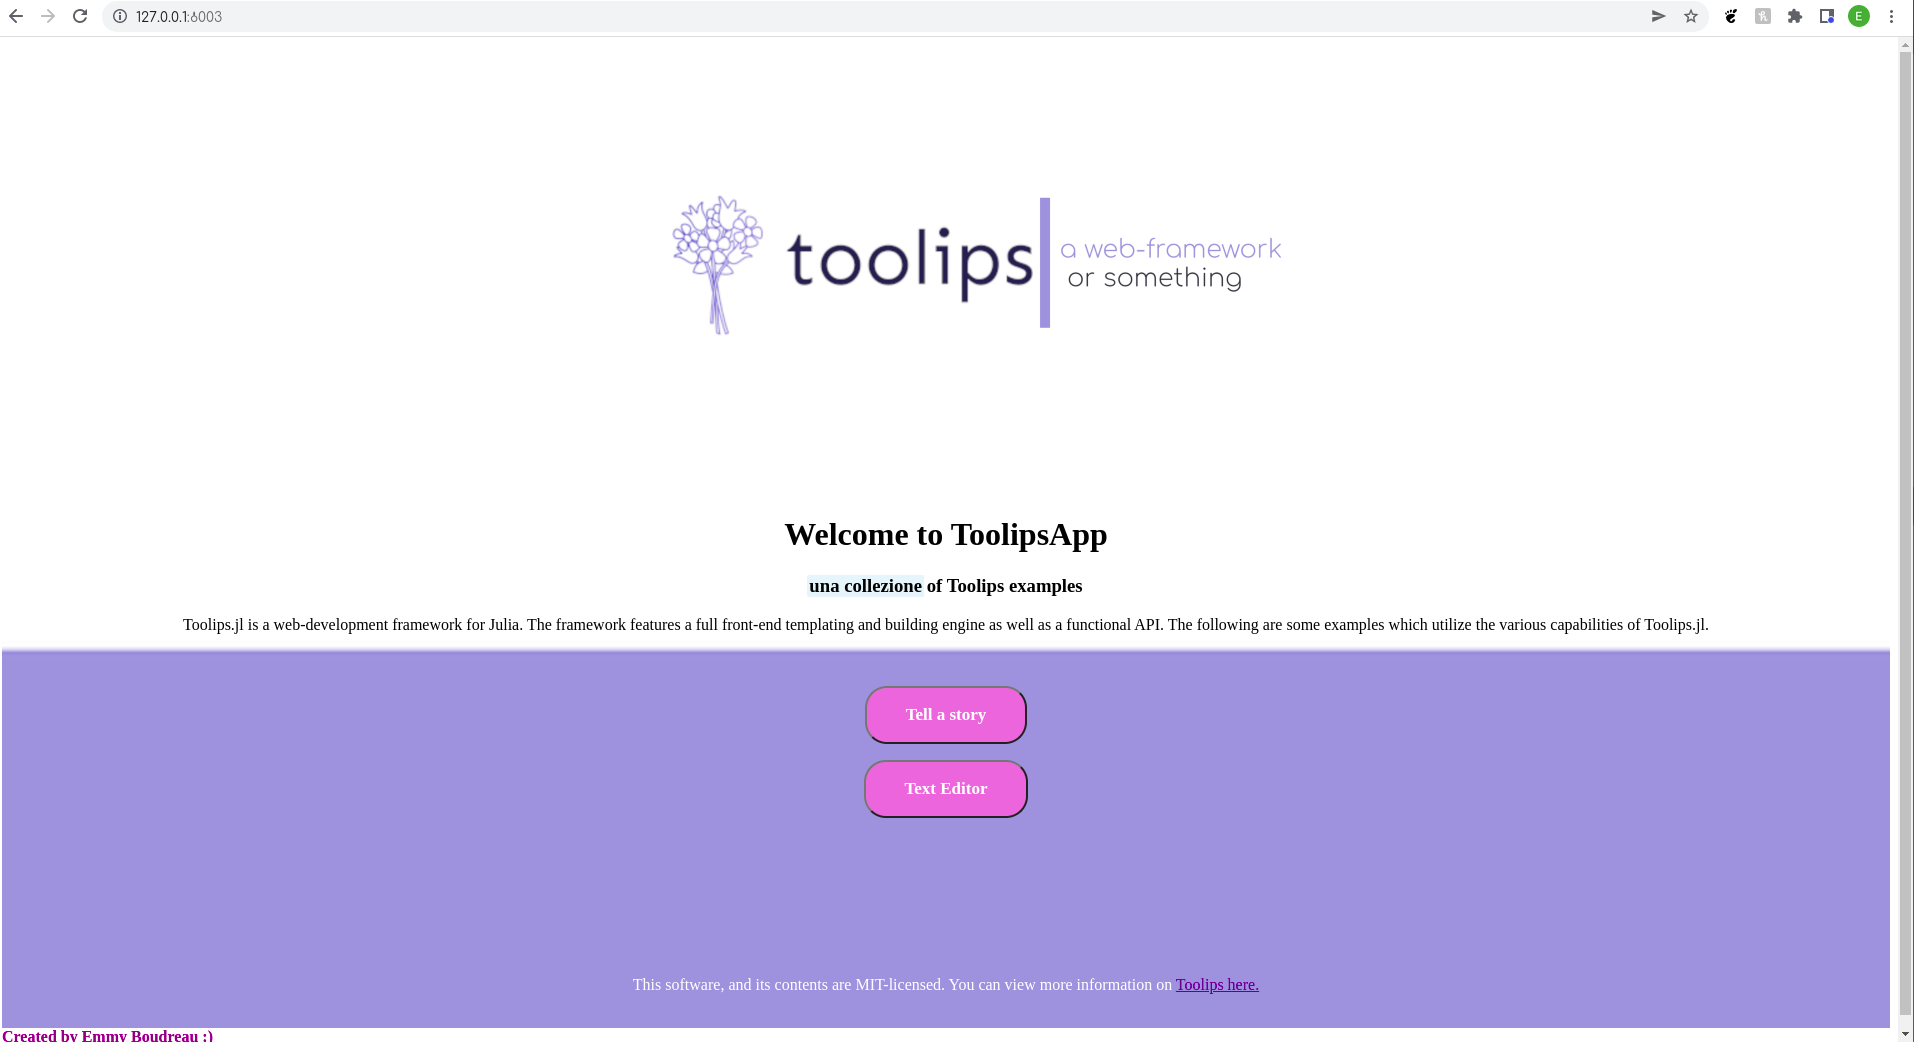 127.0.0.1:6003
E
toolips
a web-framework
or something
Welcome to ToolipsApp
una collezione of Toolips examples
Toolips.jl is a web-development framework for Julia. The framework features a full front-end templating and building engine as well as a functional API. The following are some examples which utilize the various capabilities of Toolips.jl.
Tell a story
Text Editor
This software, and its contents are MIT-licensed. You can view more information on Toolips here.
Created by Emmy Boudreau :)